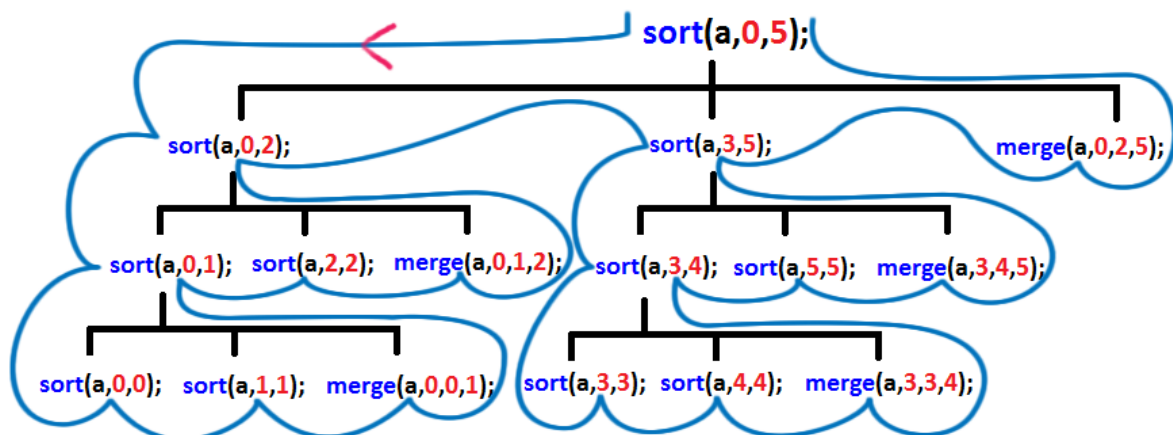 sort(a,0,5);
sort(a,0,2); sort(a,3,5); merge(a,0,2,5);
sort(a,0,1); sort(a,2,2); merge(a,0,1,2); sort(a,3,4); sort(a,5,5); merge(a,3,4,5);
sort(a,0,0); sort(a,1,1); merge(a,0,0,1); sort(a,3,3); sort(a,4,4); merge(a,3,3,4);